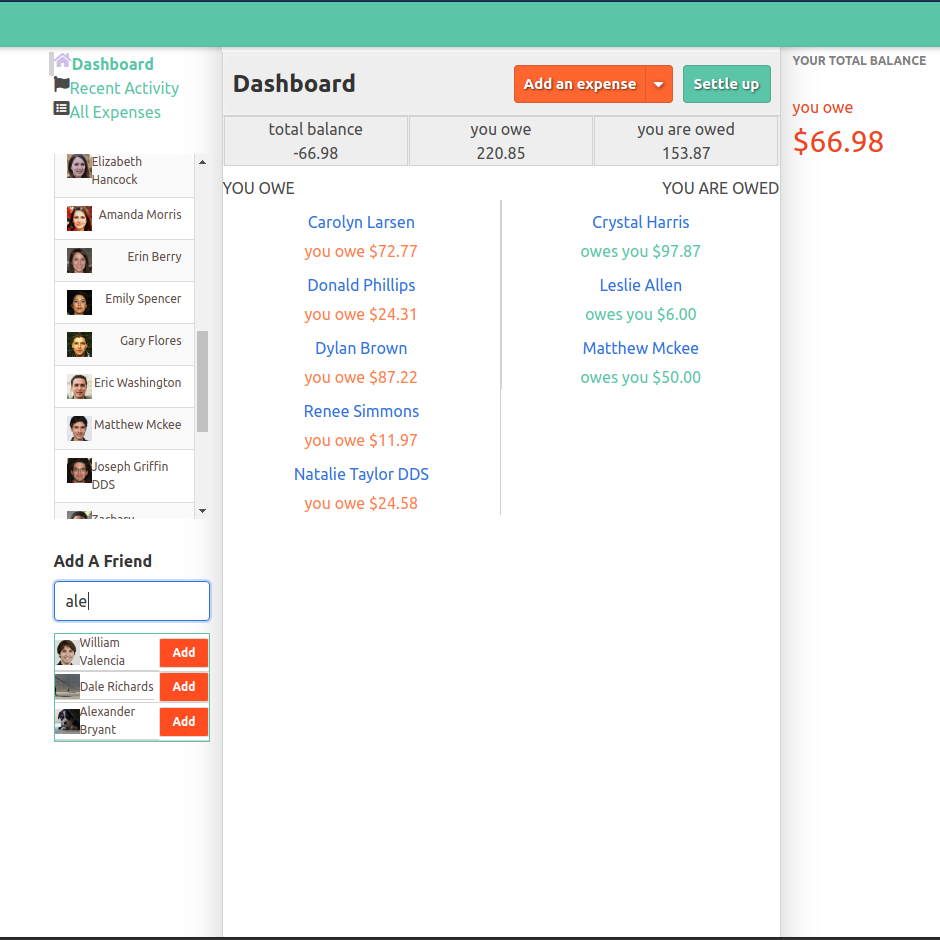 Dashboard
Recent Activity
All Expenses
Elizabeth
Hancock
Amanda Morris
Erin Berry
Emily Spencer
Gary Flores
Eric Washington
Matthew Mckee
Joseph Griffin
DDS
Zachary
Add A Friend
ale
William
Valencia
Add
Dale Richards
Add
Alexander
Bryant
Add
Dashboard
Add an expense
Settle up
total balance
-66.98
you owe
220.85
you are owed
153.87
YOU OWE
YOU ARE OWED
Carolyn Larsen
you owe $72.77
Donald Phillips
you owe $24.31
Dylan Brown
you owe $87.22
Renee Simmons
you owe $11.97
Natalie Taylor DDS
you owe $24.58
Crystal Harris
owes you $97.87
Leslie Allen
owes you $6.00
Matthew Mckee
owes you $50.00
YOUR TOTAL BALANCE
you owe
$66.98